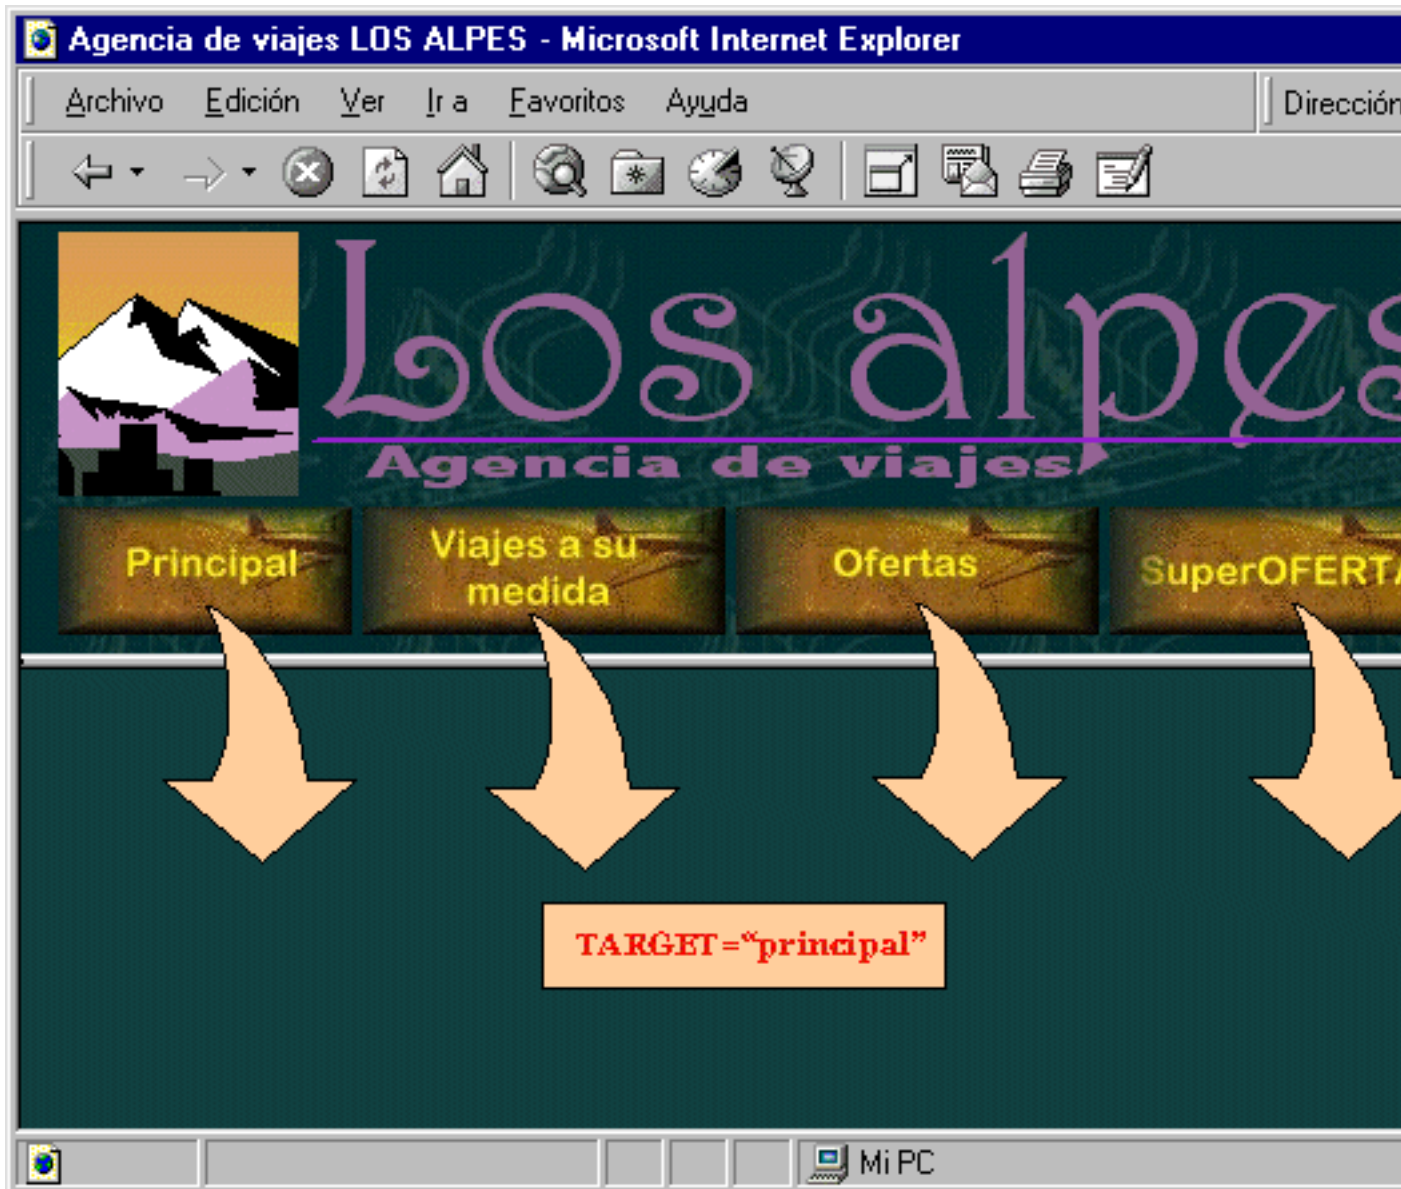 Agencia de viajes LOS ALPES - Microsoft Internet Explorer
Archivo Edición Ver Ir a Favoritos Ayuda Dirección
Los alpes
Agencia de viajes
Principal Viajes a su medida Ofertas SuperOFERTA
TARGET="principal"
Mi PC